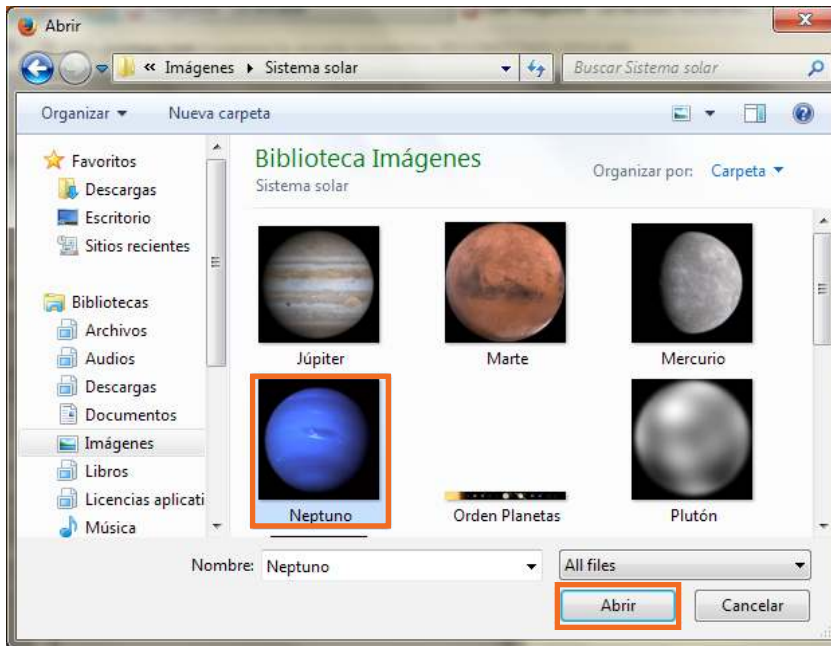 Abrir
« Imágenes Sistema solar
Buscar Sistema solar
Organizar
Nueva carpeta
Favoritos
Descargas
Escritorio
Sitios recientes
Bibliotecas
Archivos
Audios
Descargas
Documentos
Imágenes
Libros
Licencias aplicati
Música
Biblioteca Imágenes
Sistema solar
Organizar por: Carpeta
Júpiter
Marte
Mercurio
Neptuno
Orden Planetas
Plutón
Nombre: Neptuno
All files
Abrir
Cancelar